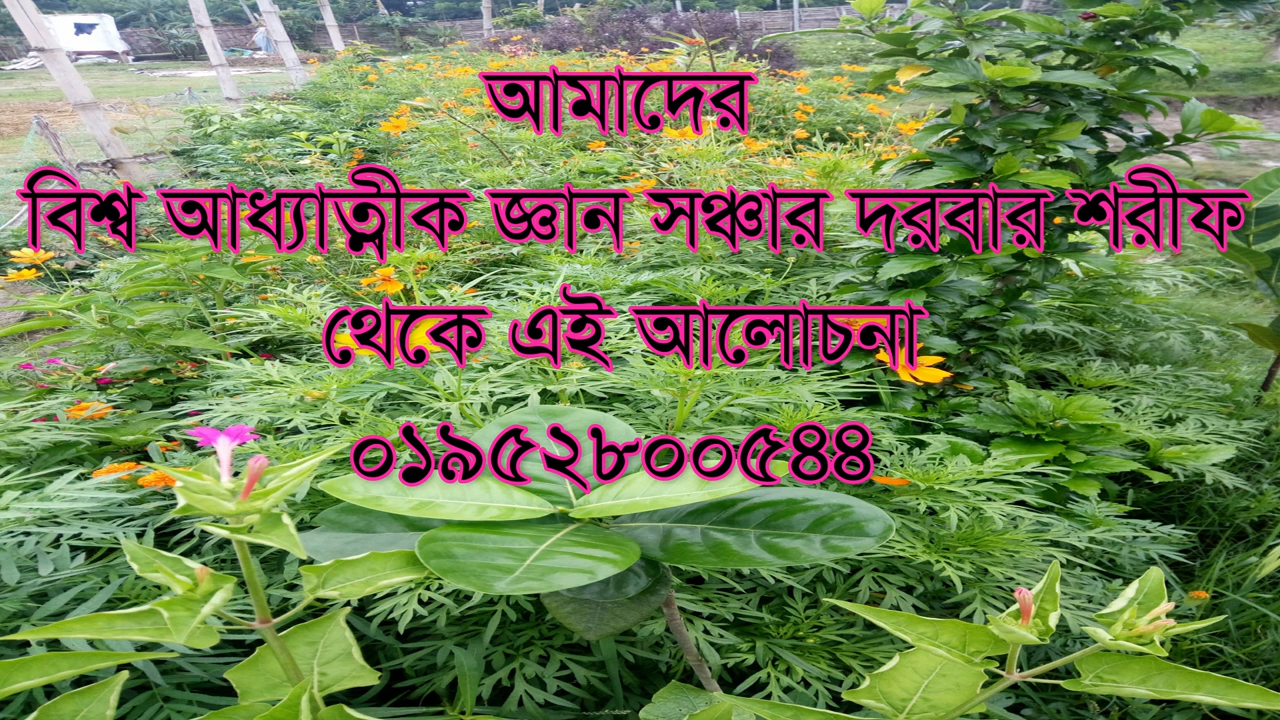 আমাদের
বিশ্ব আধ্যাত্নীক জ্ঞান সঞ্চার দরবার শরীফ
থেকে এই আলোচনা
০১৯৫২৮০০৫৪৪